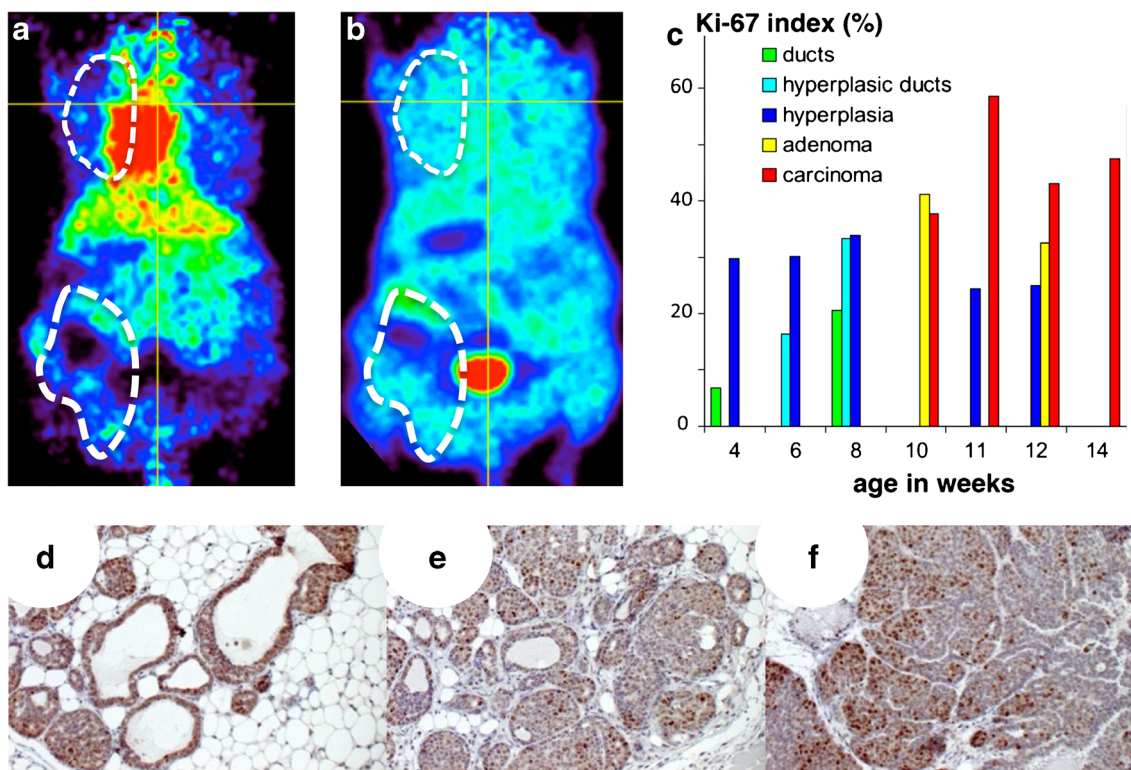 a
b
c
Ki-67 index (%)
ducts
hyperplasic ducts
hyperplasia
adenoma
carcinoma
60
40
20
0
4 6 8 10 11 12 14
age in weeks
d
e
f